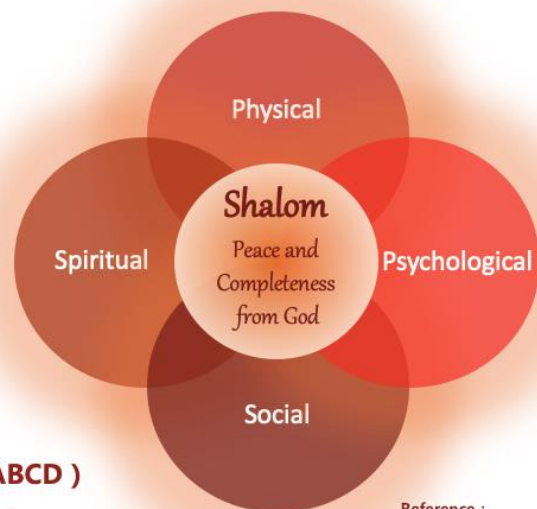 Physical
Shalom
Peace and
Completeness
from God
Spiritual
Psychological
Social
ABCD )
Reference :